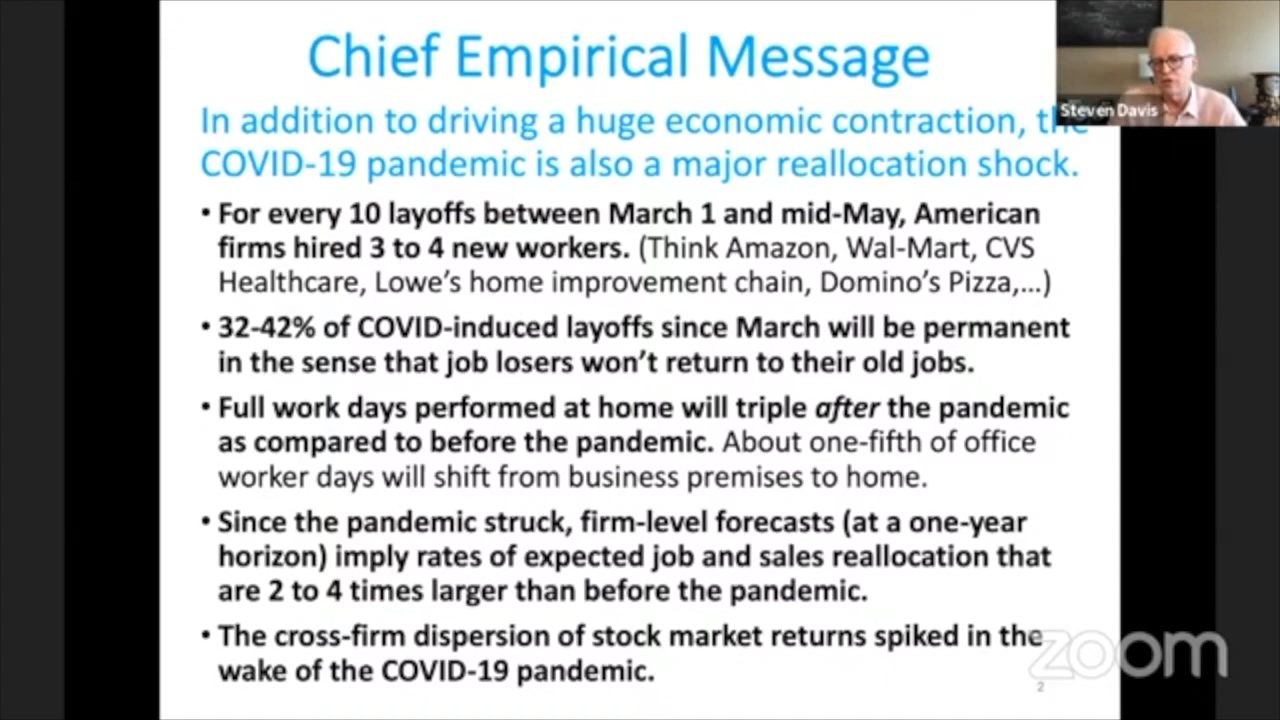 Chief Empirical Message
In addition to driving a huge economic contraction, the
COVID-19 pandemic is also a major reallocation shock.
• For every 10 layoffs between March 1 and mid-May, American
firms hired 3 to 4 new workers. (Think Amazon, Wal-Mart, CVS
Healthcare, Lowe's home improvement chain, Domino's Pizza,...)
• 32-42% of COVID-induced layoffs since March will be permanent
in the sense that job losers won't return to their old jobs.
• Full work days performed at home will triple after the pandemic
as compared to before the pandemic. About one-fifth of office
worker days will shift from business premises to home.
• Since the pandemic struck, firm-level forecasts (at a one-year
horizon) imply rates of expected job and sales reallocation that
are 2 to 4 times larger than before the pandemic.
• The cross-firm dispersion of stock market returns spiked in the
wake of the COVID-19 pandemic.
2
Steven Davis
zoom